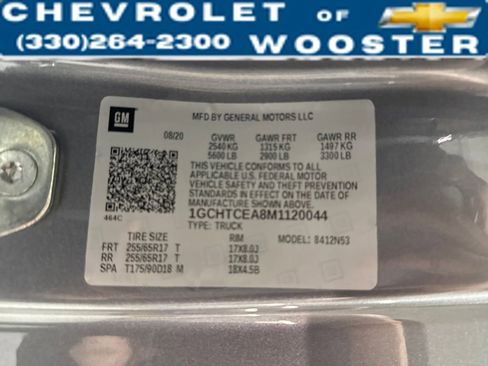 CHEVROLET OF
WOOSTER
(330)264-2300
GM
MFD BY GENERAL MOTORS LLC
08/20 GVWR GAWR FRT GAWR RR
2540 KG 1315 KG 1497 KG
5600 LB 2900 LB 3300 LB
THIS VEHICLE CONFORMS TO ALL
APPLICABLE U.S. FEDERAL MOTOR
VEHICLE SAFETY AND THEFT PREVENTION
STANDARDS IN EFFECT ON THE DATE OF
MANUFACTURE SHOWN ABOVE.
464C
1GCHTCEA8M1120044
TYPE: TRUCK
TIRE SIZE RIM MODEL: 8412N53
FRT 255/65R17 T 17X8.0J
RR 255/65R17 T 17X8.0J
SPA T175/90D18 M 18X4.5B